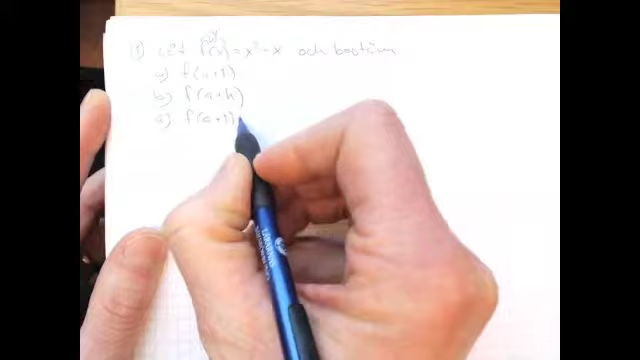 1) Låt f(x) = x² - x och bestäm
a) f(a+1)
b) f(a+h)
a) f(a+1)